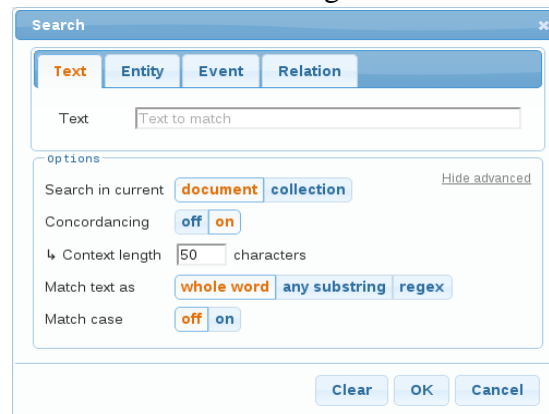 Search
Text Entity Event Relation
Text Text to match
Options
Hide advanced
Search in current document collection
Concordancing off on
↳ Context length 50 characters
Match text as whole word any substring regex
Match case off on
Clear OK Cancel